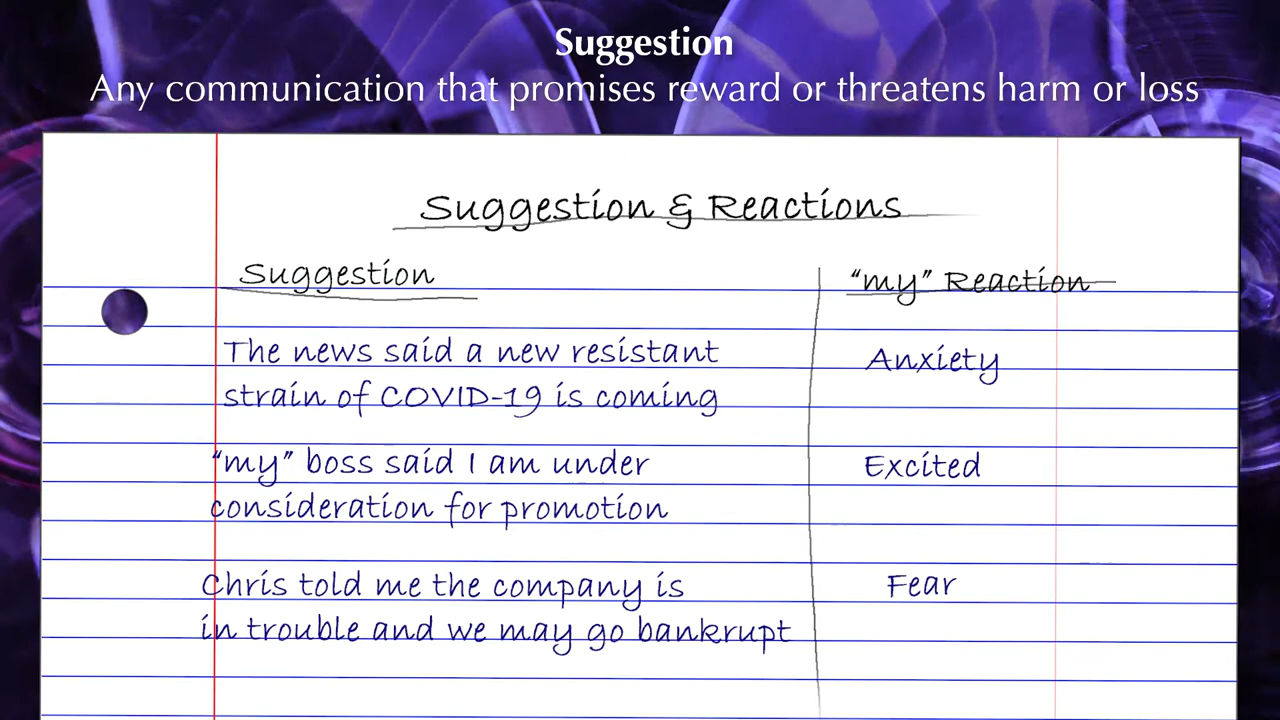 Suggestion
Any communication that promises reward or threatens harm or loss
Suggestion & Reactions
Suggestion
“my” Reaction
The news said a new resistant
strain of COVID-19 is coming
Anxiety
“my” boss said I am under
consideration for promotion
Excited
Chris told me the company is
in trouble and we may go bankrupt
Fear